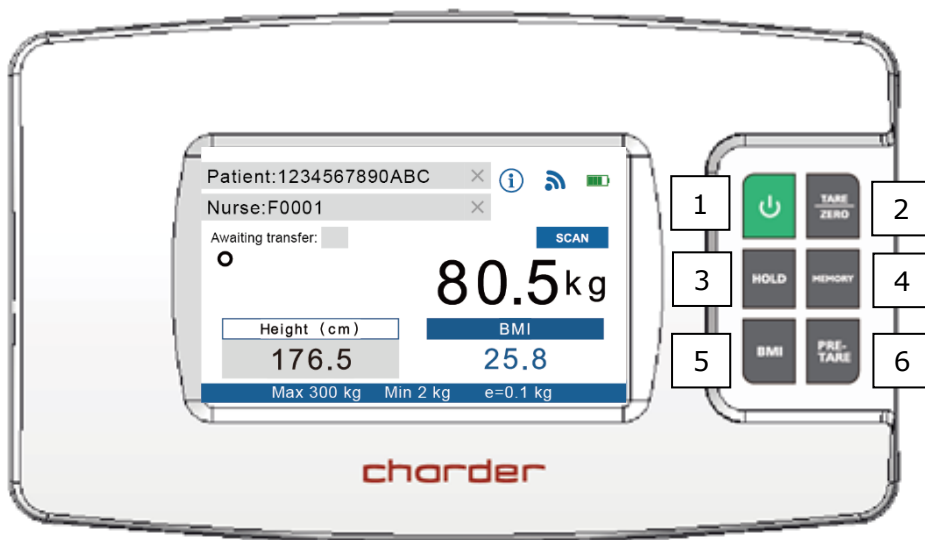 Patient:1234567890ABC ×
Nurse:F0001 ×
Awaiting transfer:
SCAN
80.5kg
Height (cm)
BMI
176.5
25.8
Max 300 kg Min 2 kg e=0.1 kg
charder
1
TARE
ZERO
2
3
HOLD
MEMORY
4
5
BMI
PRE-
TARE
6